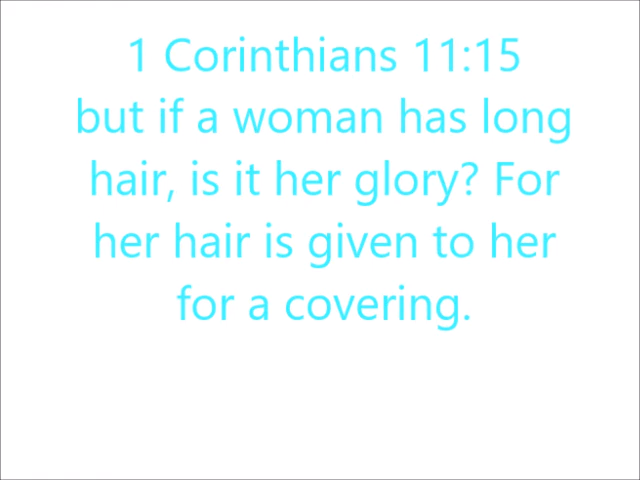 1 Corinthians 11:15
but if a woman has long
hair, is it her glory? For
her hair is given to her
for a covering.